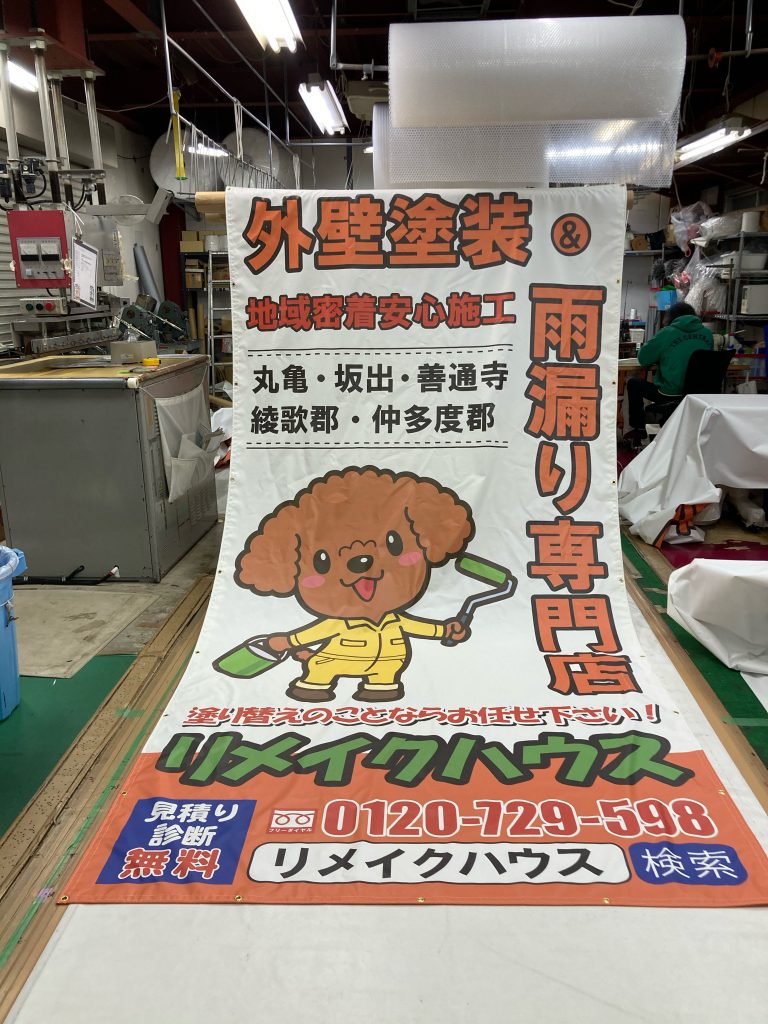 外壁塗装
&
雨漏り専門店
地域密着安心施工
丸亀・坂出・善通寺
綾歌郡・仲多度郡
塗り替えのことならお任せ下さい！
リメイクハウス
見積り
診断
無料
フリーダイヤル
0120-729-598
リメイクハウス
検索